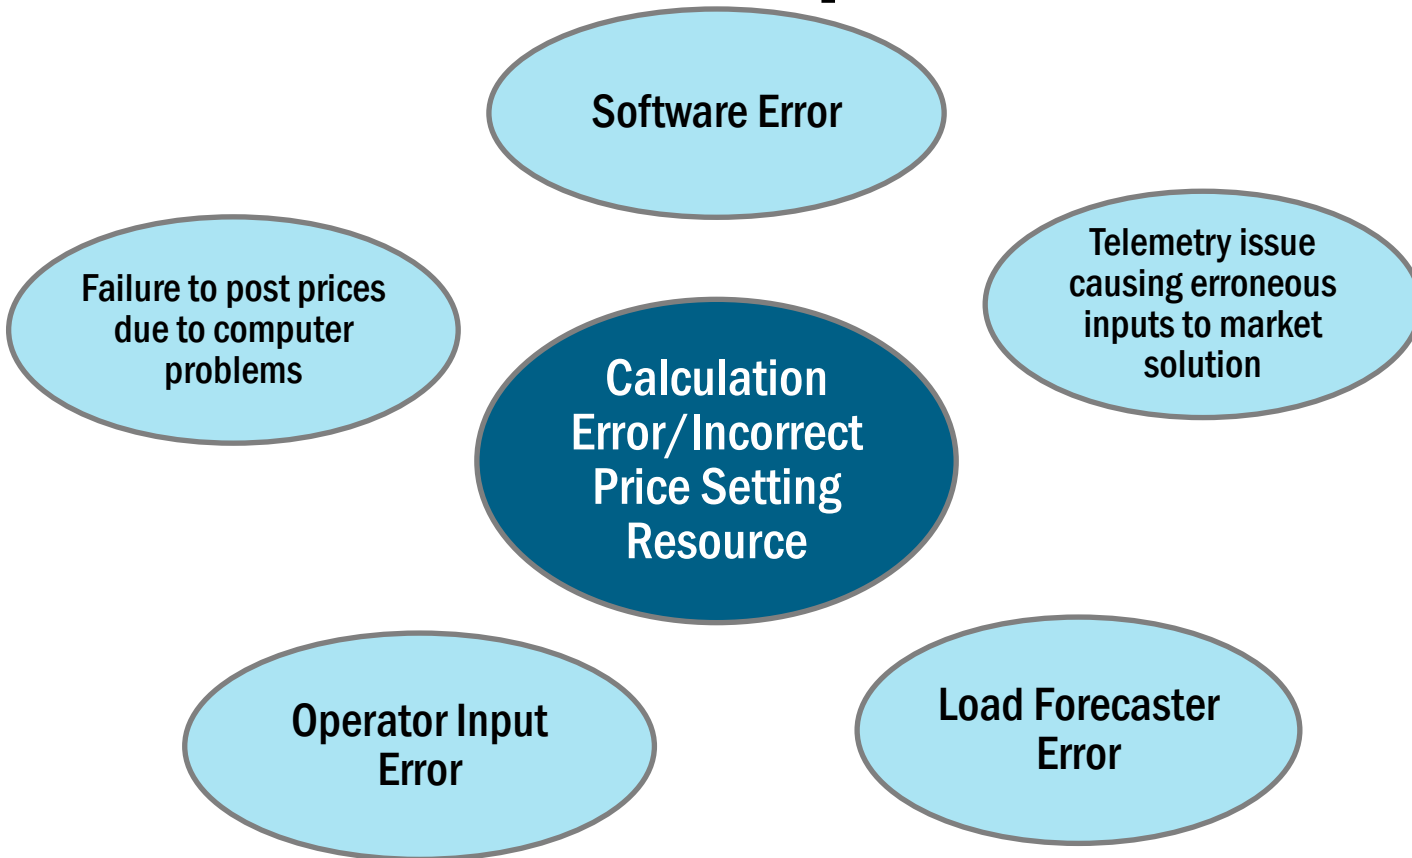 Software Error
Failure to post prices
due to computer
problems
Telemetry issue
causing erroneous
inputs to market
solution
Calculation
Error/Incorrect
Price Setting
Resource
Operator Input
Error
Load Forecaster
Error